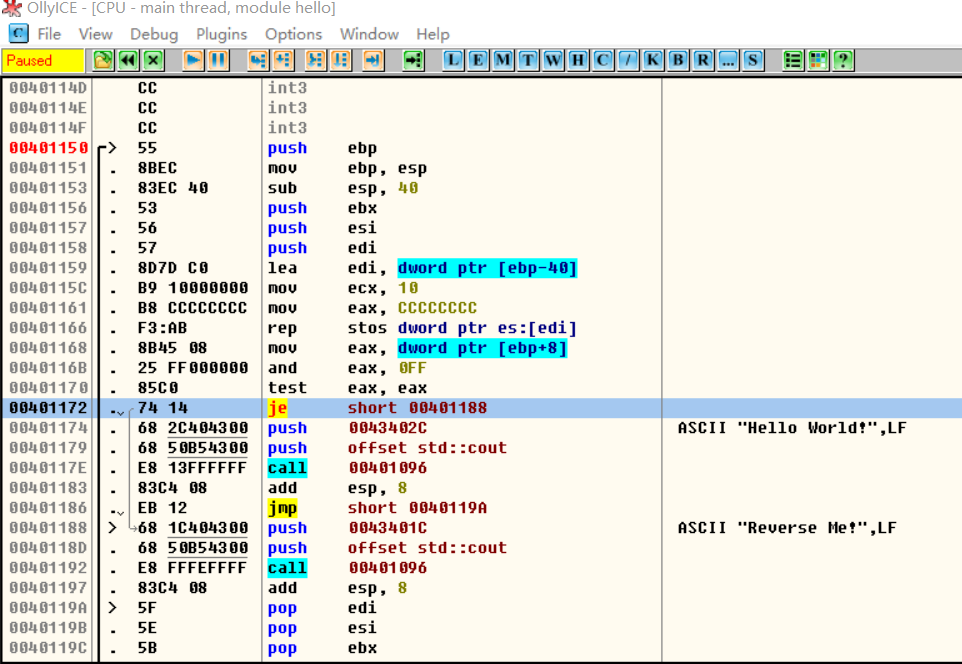 OllyICE - [CPU - main thread, module hello]
C File View Debug Plugins Options Window Help
Paused L E M T W H C / K B R ... S ?
0040114D CC int3
0040114E CC int3
0040114F CC int3
00401150 > 55 push ebp
00401151 . 8BEC mov ebp, esp
00401153 . 83EC 40 sub esp, 40
00401156 . 53 push ebx
00401157 . 56 push esi
00401158 . 57 push edi
00401159 . 8D7D C0 lea edi, dword ptr [ebp-40]
0040115C . B9 10000000 mov ecx, 10
00401161 . B8 CCCCCCCC mov eax, CCCCCCCC
00401166 . F3:AB rep stos dword ptr es:[edi]
00401168 . 8B45 08 mov eax, dword ptr [ebp+8]
0040116B . 25 FF000000 and eax, 0FF
00401170 . 85C0 test eax, eax
00401172 . 74 14 je short 00401188
00401174 . 68 2C404300 push 0043402C ASCII "Hello World!",LF
00401179 . 68 50B54300 push offset std::cout
0040117E . E8 13FFFFFF call 00401096
00401183 . 83C4 08 add esp, 8
00401186 . EB 12 jmp short 0040119A
00401188 > 68 1C404300 push 0043401C ASCII "Reverse Me!",LF
0040118D . 68 50B54300 push offset std::cout
00401192 . E8 FFFEFFFF call 00401096
00401197 . 83C4 08 add esp, 8
0040119A > 5F pop edi
0040119B . 5E pop esi
0040119C . 5B pop ebx